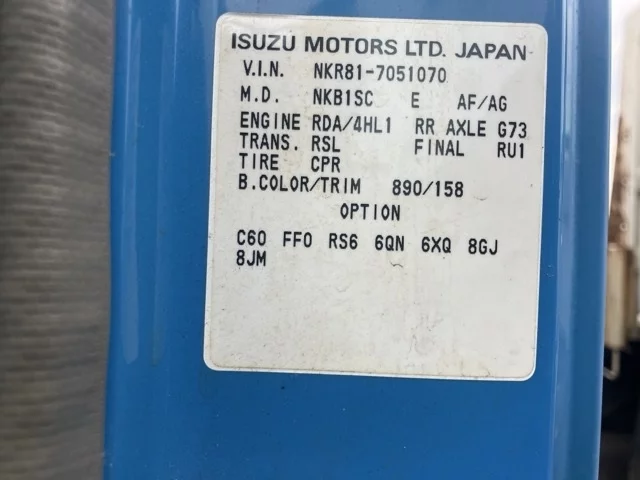 ISUZU MOTORS LTD. JAPAN
V.I.N. NKR81-7051070
M.D. NKB1SC E AF/AG
ENGINE RDA/4HL1 RR AXLE G73
TRANS. RSL FINAL RU1
TIRE CPR
B.COLOR/TRIM 890/158
OPTION
C60 FF0 RS6 6QN 6XQ 8GJ
8JM